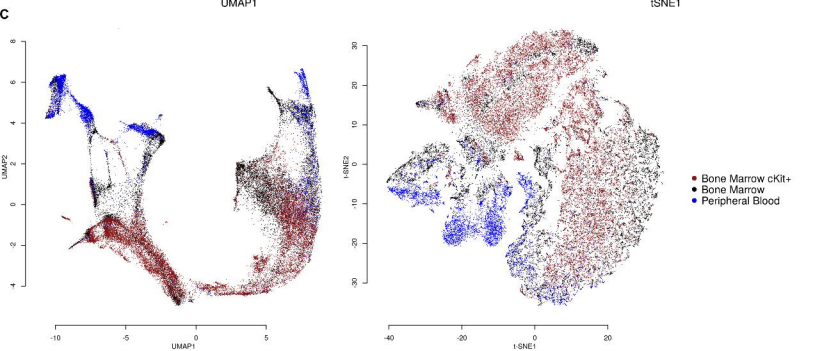 UMAP1
tSNE1
C
8
6
4
2
0
-2
-4
UMAP2
-10
-5
0
5
UMAP1
30
20
10
0
-10
-20
-30
t-SNE2
-40
-20
0
20
t-SNE1
Bone Marrow cKit+
Bone Marrow
Peripheral Blood